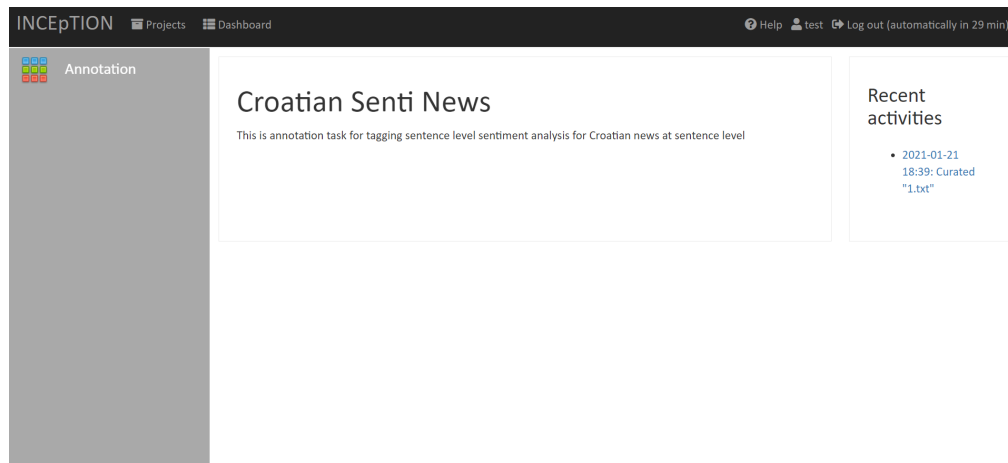 INCEpTION Projects Dashboard Help test Log out (automatically in 29 min)
Annotation
Croatian Senti News
This is annotation task for tagging sentence level sentiment analysis for Croatian news at sentence level
Recent
activities
2021-01-21
18:39: Curated
"1.txt"